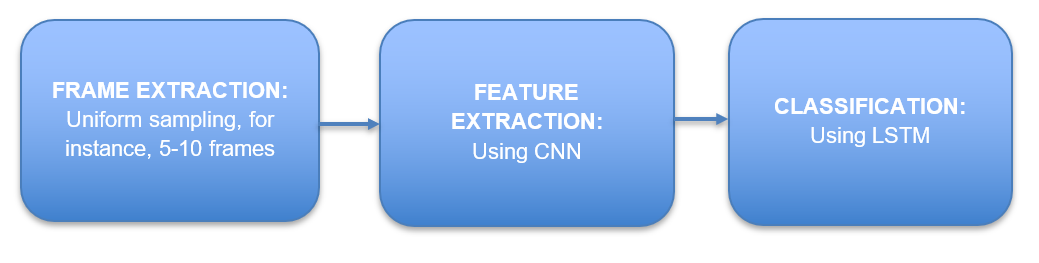 FRAME EXTRACTION:
Uniform sampling, for
instance, 5-10 frames
FEATURE
EXTRACTION:
Using CNN
CLASSIFICATION:
Using LSTM